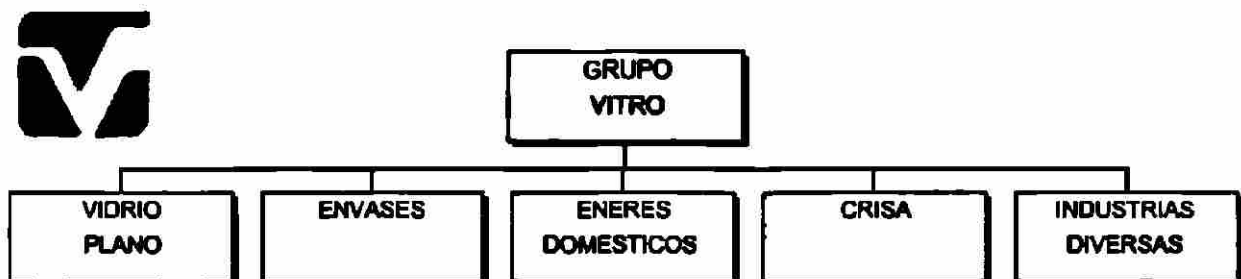 GRUPO
VITRO
VIDRIO
PLANO
ENVASES
ENERES
DOMESTICOS
CRISA
INDUSTRIAS
DIVERSAS